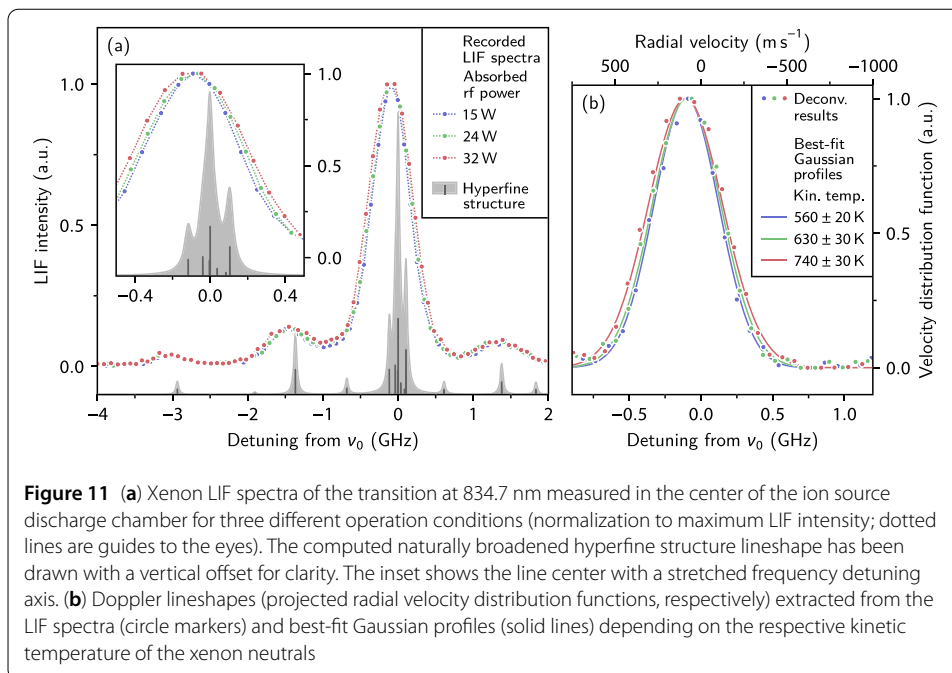 (a)
Recorded
LIF spectra
Absorbed
rf power
15 W
24 W
32 W
Hyperfine
structure
LIF intensity (a.u.)
1.0
0.5
0.0
1.0
0.5
0.0
−0.4 0.0 0.4
−4 −3 −2 −1 0 1 2
Detuning from ν0 (GHz)
Radial velocity (m s−1)
500 0 −500 −1000
(b)
Deconv.
results
Best-fit
Gaussian
profiles
Kin. temp.
560 ± 20 K
630 ± 30 K
740 ± 30 K
1.0
0.5
0.0
Velocity distribution function (a.u.)
−0.5 0.0 0.5 1.0
Detuning from ν0 (GHz)
Figure 11 (a) Xenon LIF spectra of the transition at 834.7 nm measured in the center of the ion source
discharge chamber for three different operation conditions (normalization to maximum LIF intensity; dotted
lines are guides to the eyes). The computed naturally broadened hyperfine structure lineshape has been
drawn with a vertical offset for clarity. The inset shows the line center with a stretched frequency detuning
axis. (b) Doppler lineshapes (projected radial velocity distribution functions, respectively) extracted from the
LIF spectra (circle markers) and best-fit Gaussian profiles (solid lines) depending on the respective kinetic
temperature of the xenon neutrals